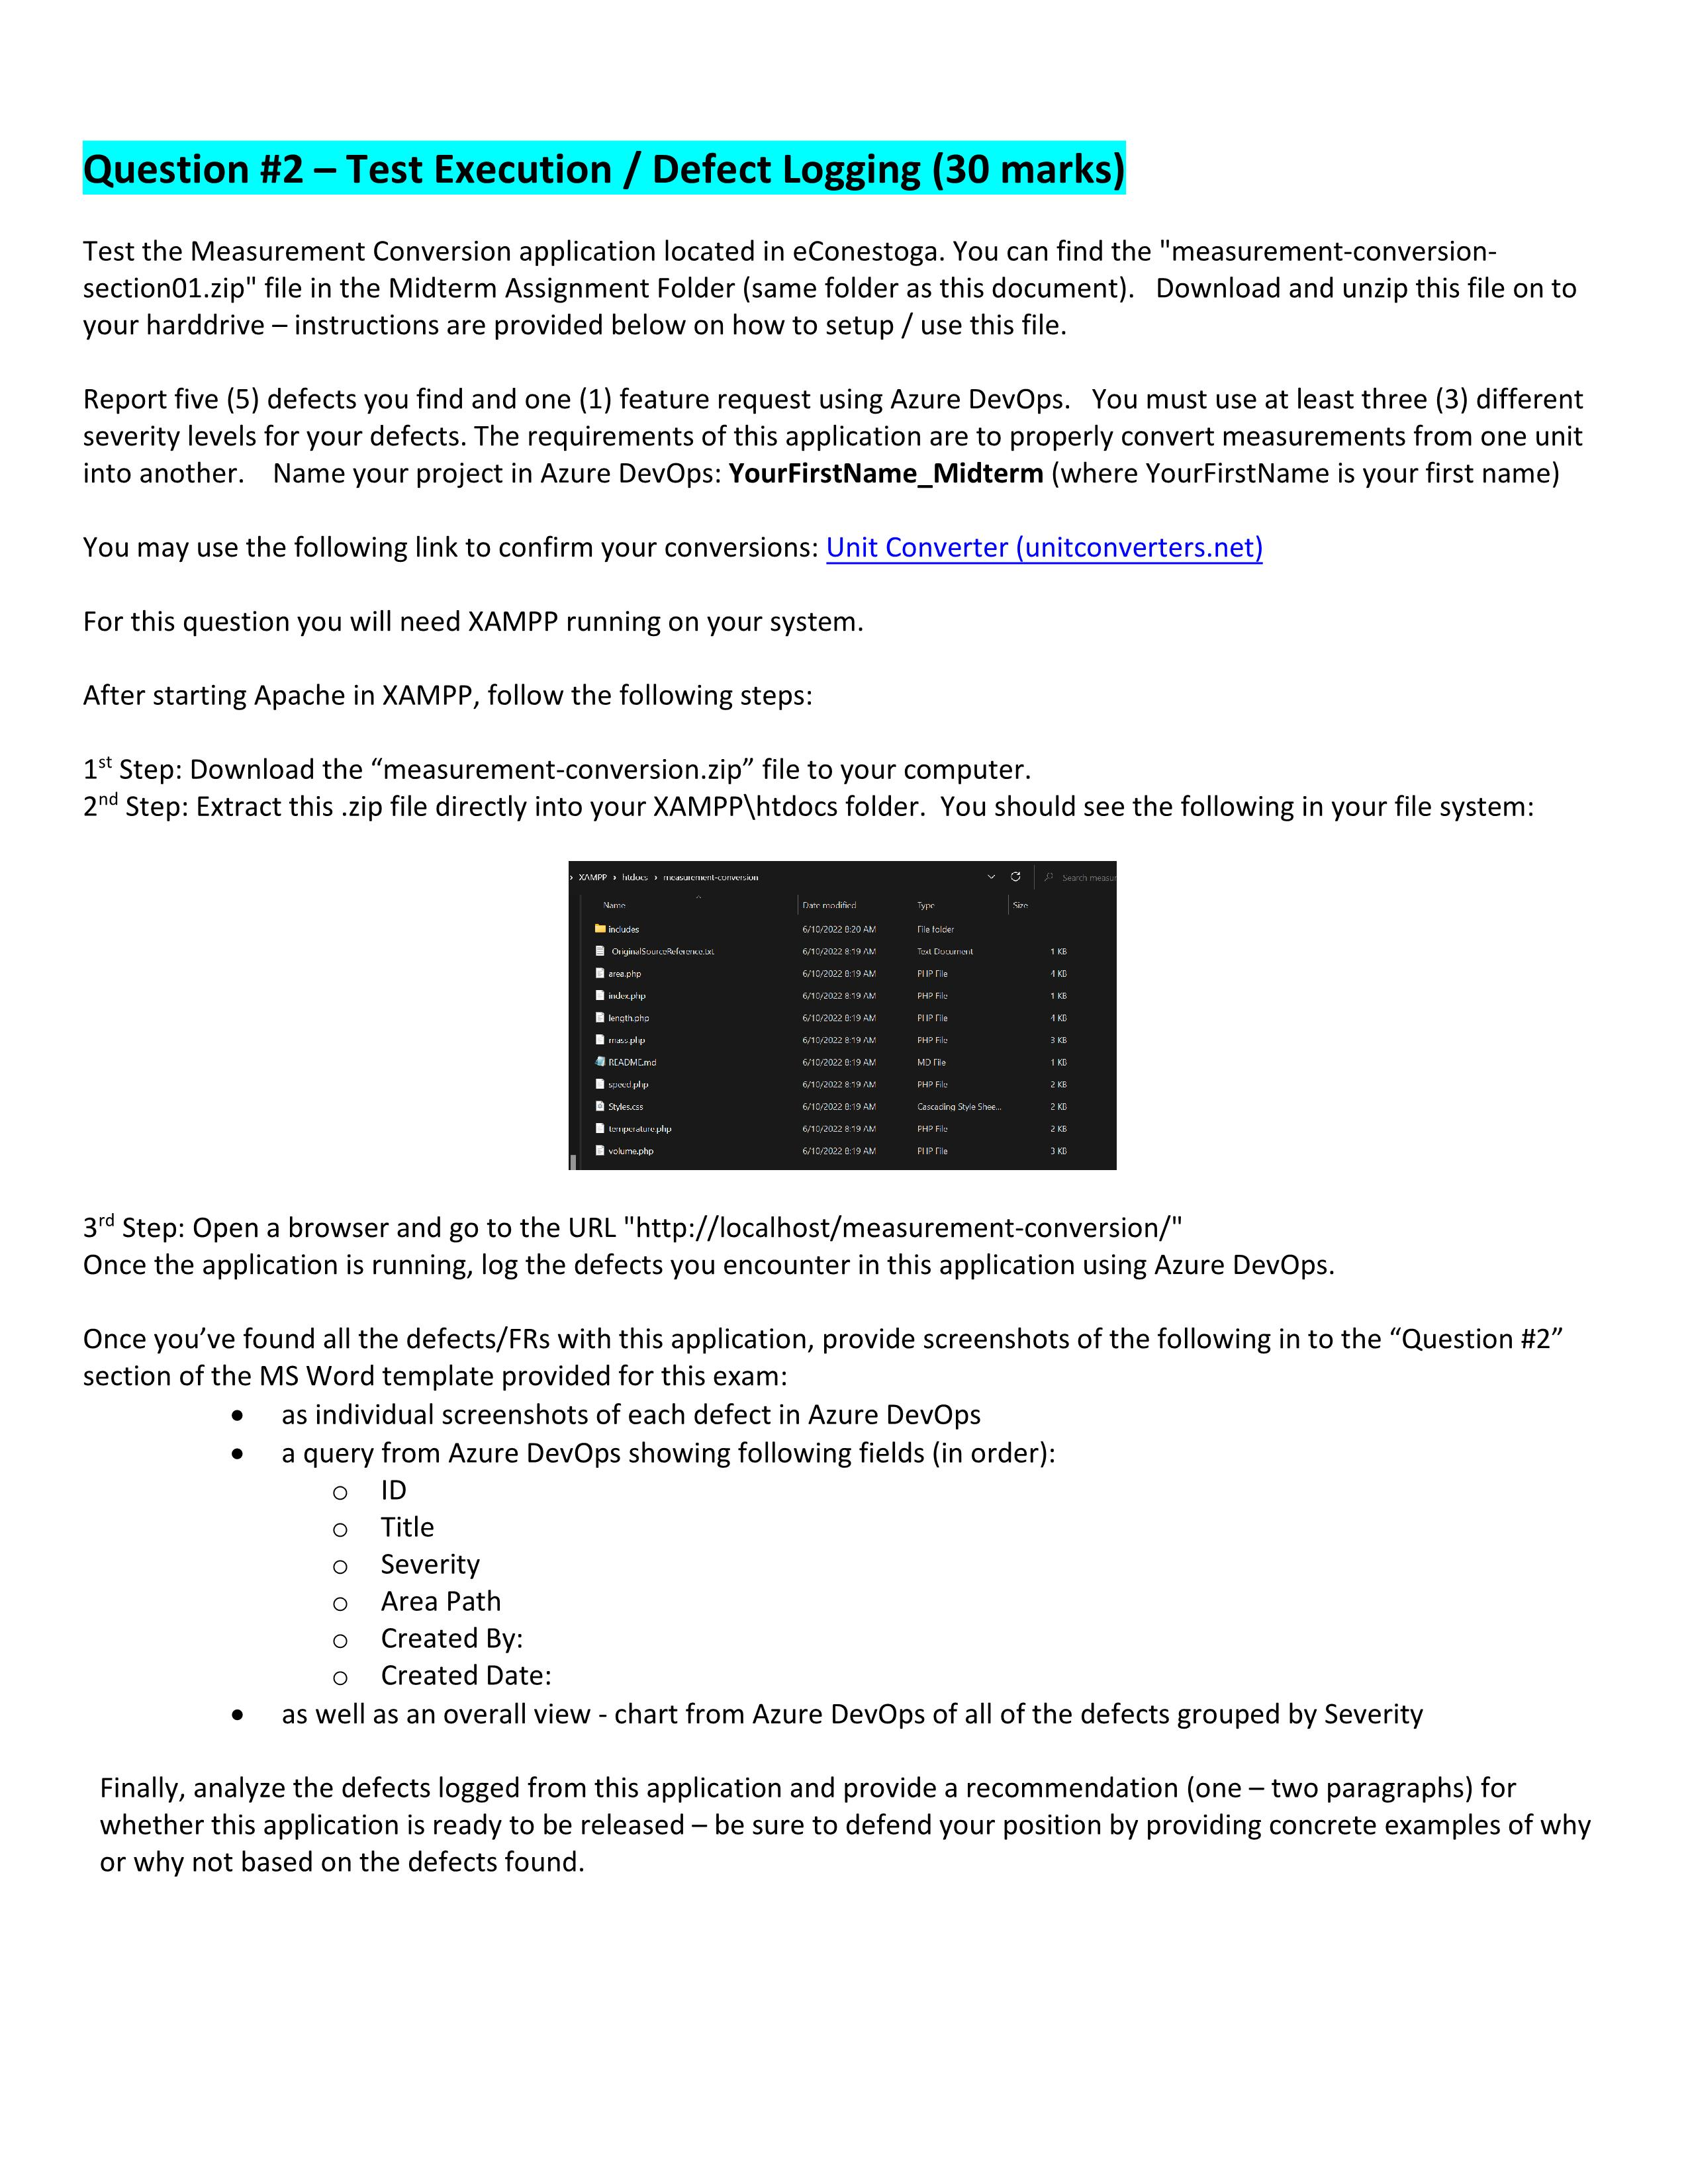 Question #2 – Test Execution / Defect Logging (30 marks)
Test the Measurement Conversion application located in eConestoga. You can find the "measurement-conversion-
section01.zip" file in the Midterm Assignment Folder (same folder as this document).   Download and unzip this file on to
your harddrive – instructions are provided below on how to setup / use this file.
Report five (5) defects you find and one (1) feature request using Azure DevOps.   You must use at least three (3) different
severity levels for your defects. The requirements of this application are to properly convert measurements from one unit
into another.    Name your project in Azure DevOps: YourFirstName_Midterm (where YourFirstName is your first name)
You may use the following link to confirm your conversions: Unit Converter (unitconverters.net)
For this question you will need XAMPP running on your system.
After starting Apache in XAMPP, follow the following steps:
1st Step: Download the “measurement-conversion.zip” file to your computer.
2nd Step: Extract this .zip file directly into your XAMPP\htdocs folder.  You should see the following in your file system:
› XAMPP › htdocs › measurement-conversion Search measur
Name Date modified Type Size
includes 6/10/2022 8:20 AM File folder
OriginalSourceReference.txt 6/10/2022 8:19 AM Text Document 1 KB
area.php 6/10/2022 8:19 AM PHP File 4 KB
index.php 6/10/2022 8:19 AM PHP File 1 KB
length.php 6/10/2022 8:19 AM PHP File 4 KB
mass.php 6/10/2022 8:19 AM PHP File 3 KB
README.md 6/10/2022 8:19 AM MD File 1 KB
speed.php 6/10/2022 8:19 AM PHP File 2 KB
Styles.css 6/10/2022 8:19 AM Cascading Style Shee... 2 KB
temperature.php 6/10/2022 8:19 AM PHP File 2 KB
volume.php 6/10/2022 8:19 AM PHP File 3 KB
3rd Step: Open a browser and go to the URL "http://localhost/measurement-conversion/"
Once the application is running, log the defects you encounter in this application using Azure DevOps.
Once you’ve found all the defects/FRs with this application, provide screenshots of the following in to the “Question #2”
section of the MS Word template provided for this exam:
• as individual screenshots of each defect in Azure DevOps
• a query from Azure DevOps showing following fields (in order):
o ID
o Title
o Severity
o Area Path
o Created By:
o Created Date:
• as well as an overall view - chart from Azure DevOps of all of the defects grouped by Severity
Finally, analyze the defects logged from this application and provide a recommendation (one – two paragraphs) for
whether this application is ready to be released – be sure to defend your position by providing concrete examples of why
or why not based on the defects found.